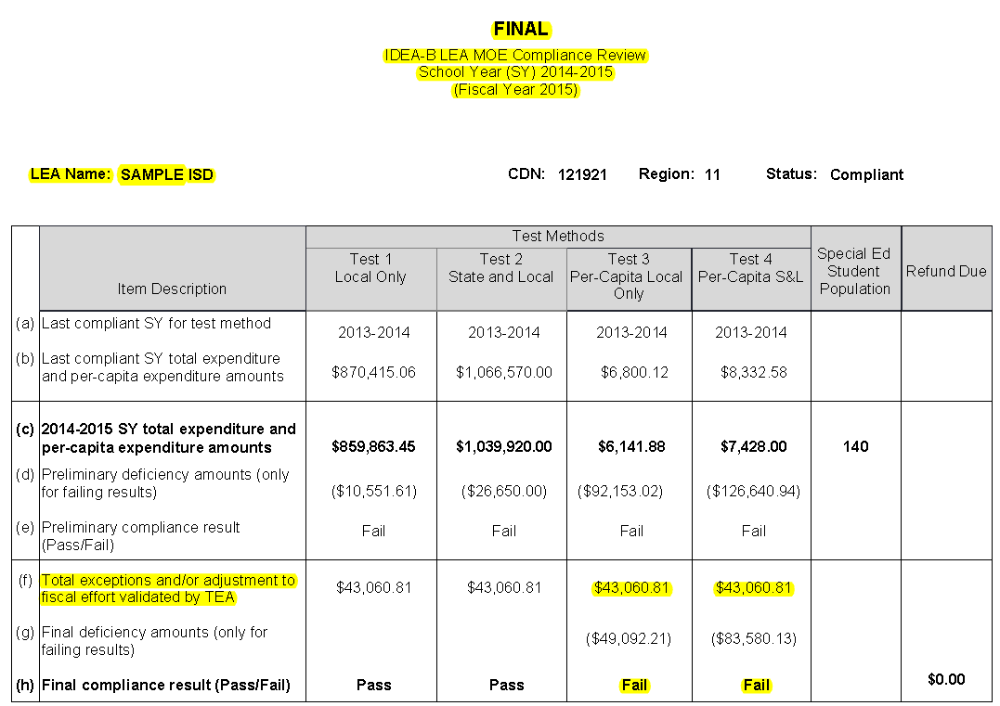 FINAL
IDEA-B LEA MOE Compliance Review
School Year (SY) 2014-2015
(Fiscal Year 2015)
LEA Name: SAMPLE ISD CDN: 121921 Region: 11 Status: Compliant
Test Methods
Item Description
Test 1
Local Only
Test 2
State and Local
Test 3
Per-Capita Local
Only
Test 4
Per-Capita S&L
Special Ed
Student
Population
Refund Due
(a) Last compliant SY for test method
2013-2014 2013-2014 2013-2014 2013-2014
(b) Last compliant SY total expenditure
and per-capita expenditure amounts
$870,415.06 $1,066,570.00 $6,800.12 $8,332.58
(c) 2014-2015 SY total expenditure and
per-capita expenditure amounts
$859,863.45 $1,039,920.00 $6,141.88 $7,428.00 140
(d) Preliminary deficiency amounts (only
for failing results)
($10,551.61) ($26,650.00) ($92,153.02) ($126,640.94)
(e) Preliminary compliance result
(Pass/Fail)
Fail Fail Fail Fail
(f) Total exceptions and/or adjustment to
fiscal effort validated by TEA
$43,060.81 $43,060.81 $43,060.81 $43,060.81
(g) Final deficiency amounts (only for
failing results)
($49,092.21) ($83,580.13)
(h) Final compliance result (Pass/Fail) Pass Pass Fail Fail $0.00